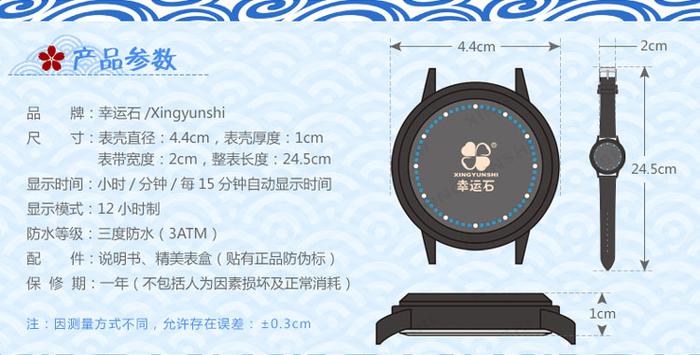 产品参数
品 牌：幸运石 /Xingyunshi
尺 寸：表壳直径：4.4cm，表壳厚度：1cm
表带宽度：2cm，整表长度：24.5cm
显示时间：小时 / 分钟 / 每 15 分钟自动显示时间
显示模式：12 小时制
防水等级：三度防水（3ATM）
配 件：说明书、精美表盒（贴有正品防伪标）
保 修 期：一年（不包括人为因素损坏及正常消耗）
注：因测量方式不同，允许存在误差：±0.3cm
4.4cm
2cm
®
XINGYUNSHI
幸运石
24.5cm
1cm